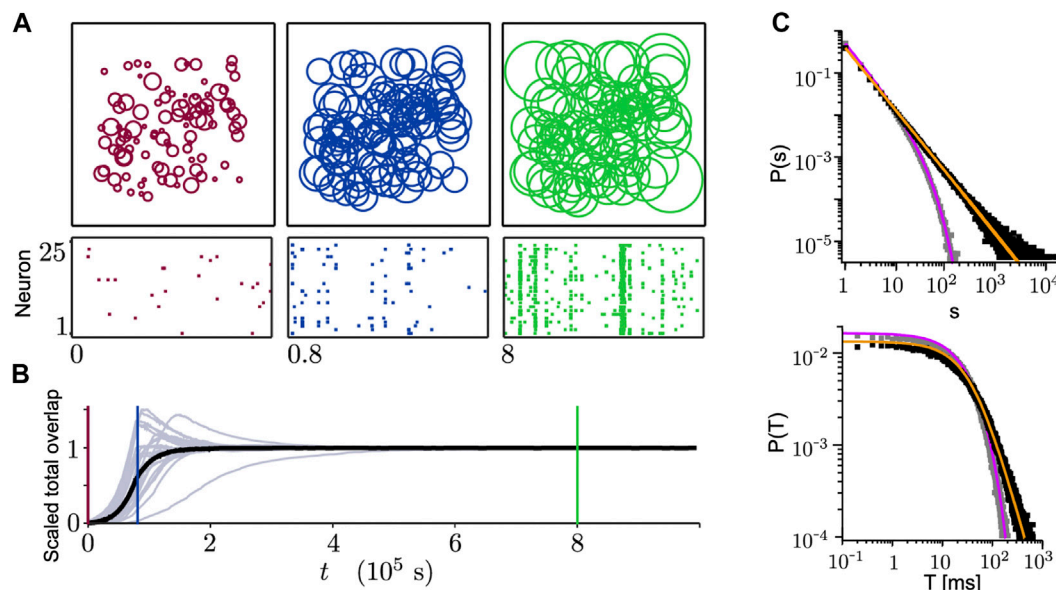 A
C
Neuron
25
1
0
0.8
8
B
Scaled total overlap
1
0
0
2
4
6
8
t (10⁵ s)
P(s)
10⁻¹
10⁻³
10⁻⁵
1
10
10²
10³
10⁴
s
P(T)
10⁻²
10⁻³
10⁻⁴
10⁻¹
1
10
10²
10³
T [ms]